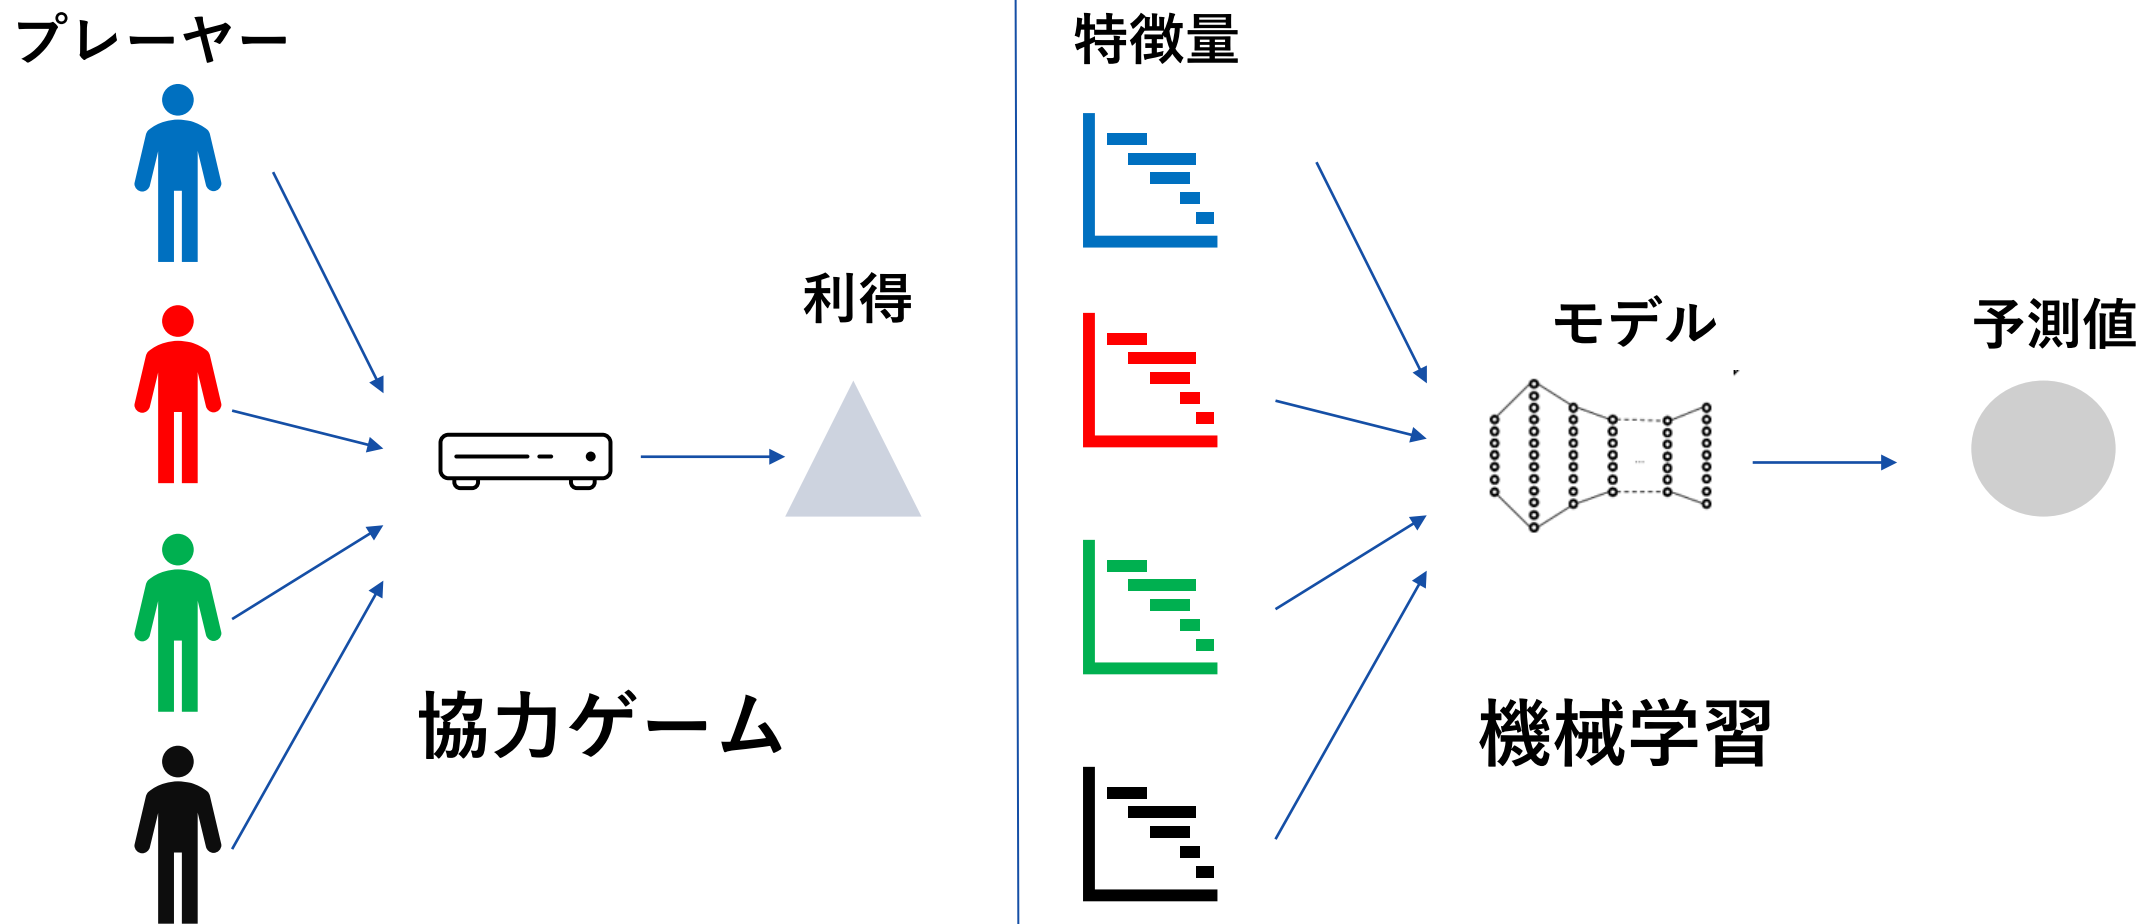 プレーヤー
利得
協力ゲーム
特徴量
モデル
予測値
機械学習